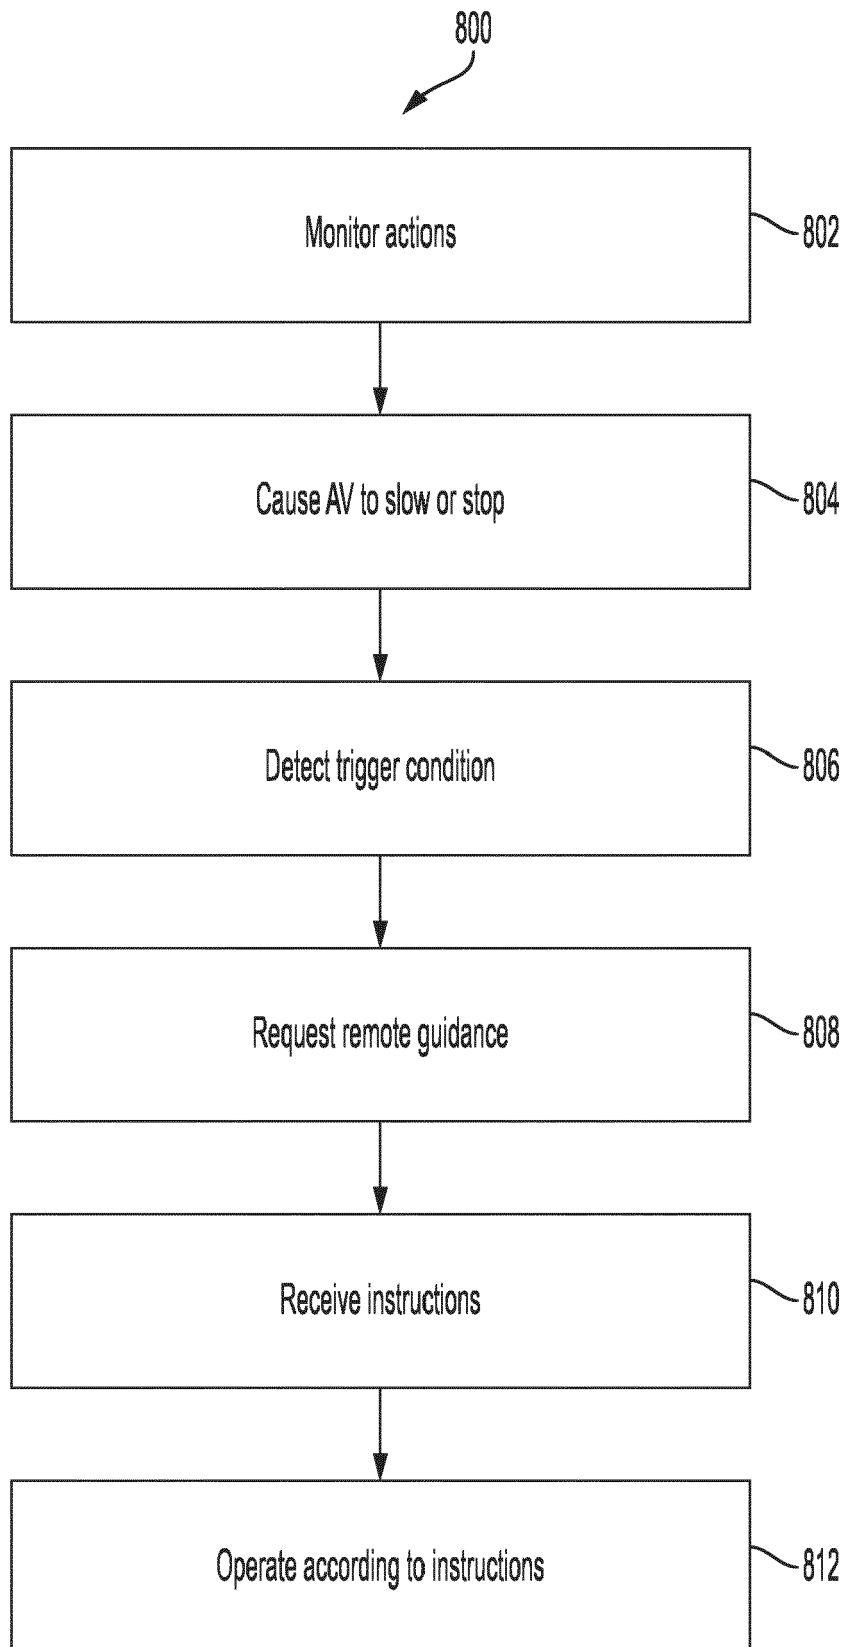 800
Monitor actions
802
Cause AV to slow or stop
804
Detect trigger condition
806
Request remote guidance
808
Receive instructions
810
Operate according to instructions
812